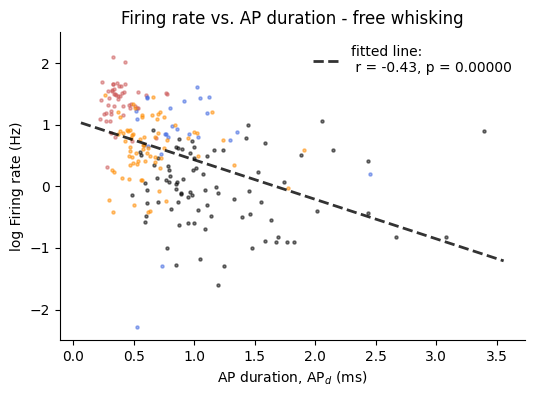 Firing rate vs. AP duration - free whisking
fitted line:
r = -0.43, p = 0.00000
log Firing rate (Hz)
2
1
0
−1
−2
0.0 0.5 1.0 1.5 2.0 2.5 3.0 3.5
AP duration, APd (ms)